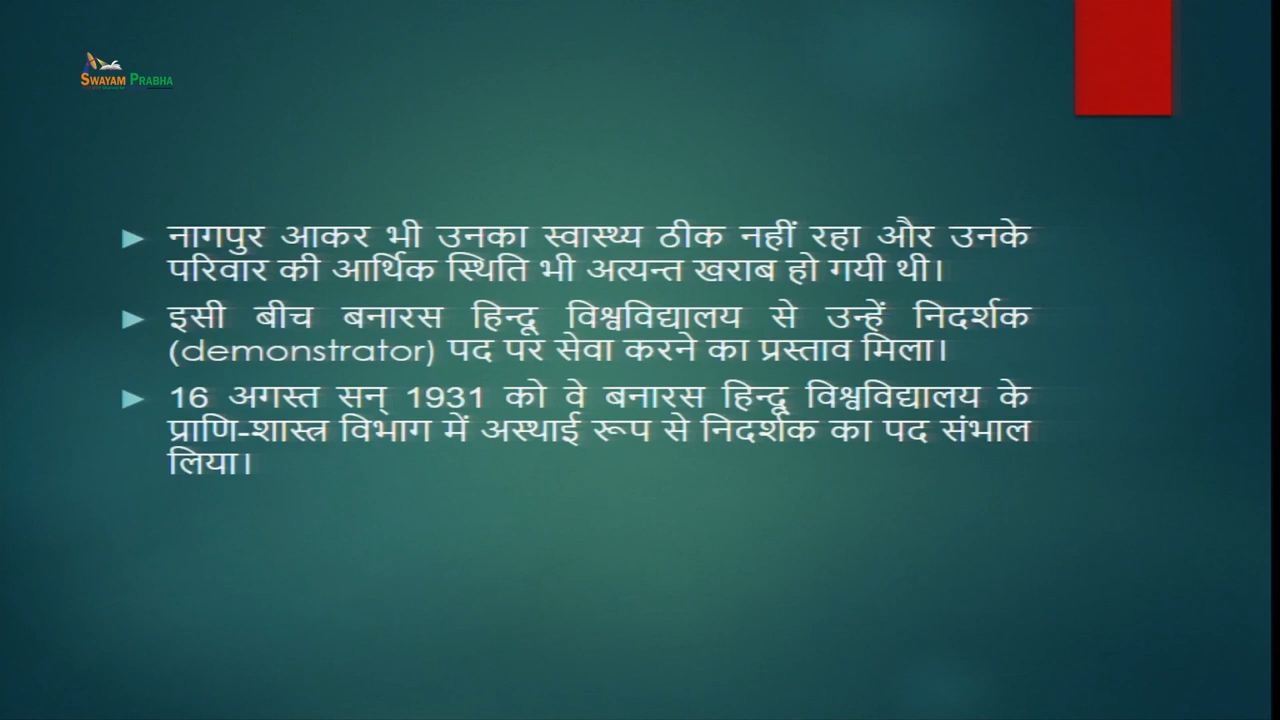 SWAYAM PRABHA
नागपुर आकर भी उनका स्वास्थ्य ठीक नहीं रहा और उनके
परिवार की आर्थिक स्थिति भी अत्यन्त खराब हो गयी थी।
इसी बीच बनारस हिन्दू विश्वविद्यालय से उन्हें निदर्शक
(demonstrator) पद पर सेवा करने का प्रस्ताव मिला।
16 अगस्त सन् 1931 को वे बनारस हिन्दू विश्वविद्यालय के
प्राणि-शास्त्र विभाग में अस्थाई रूप से निदर्शक का पद संभाल
लिया।